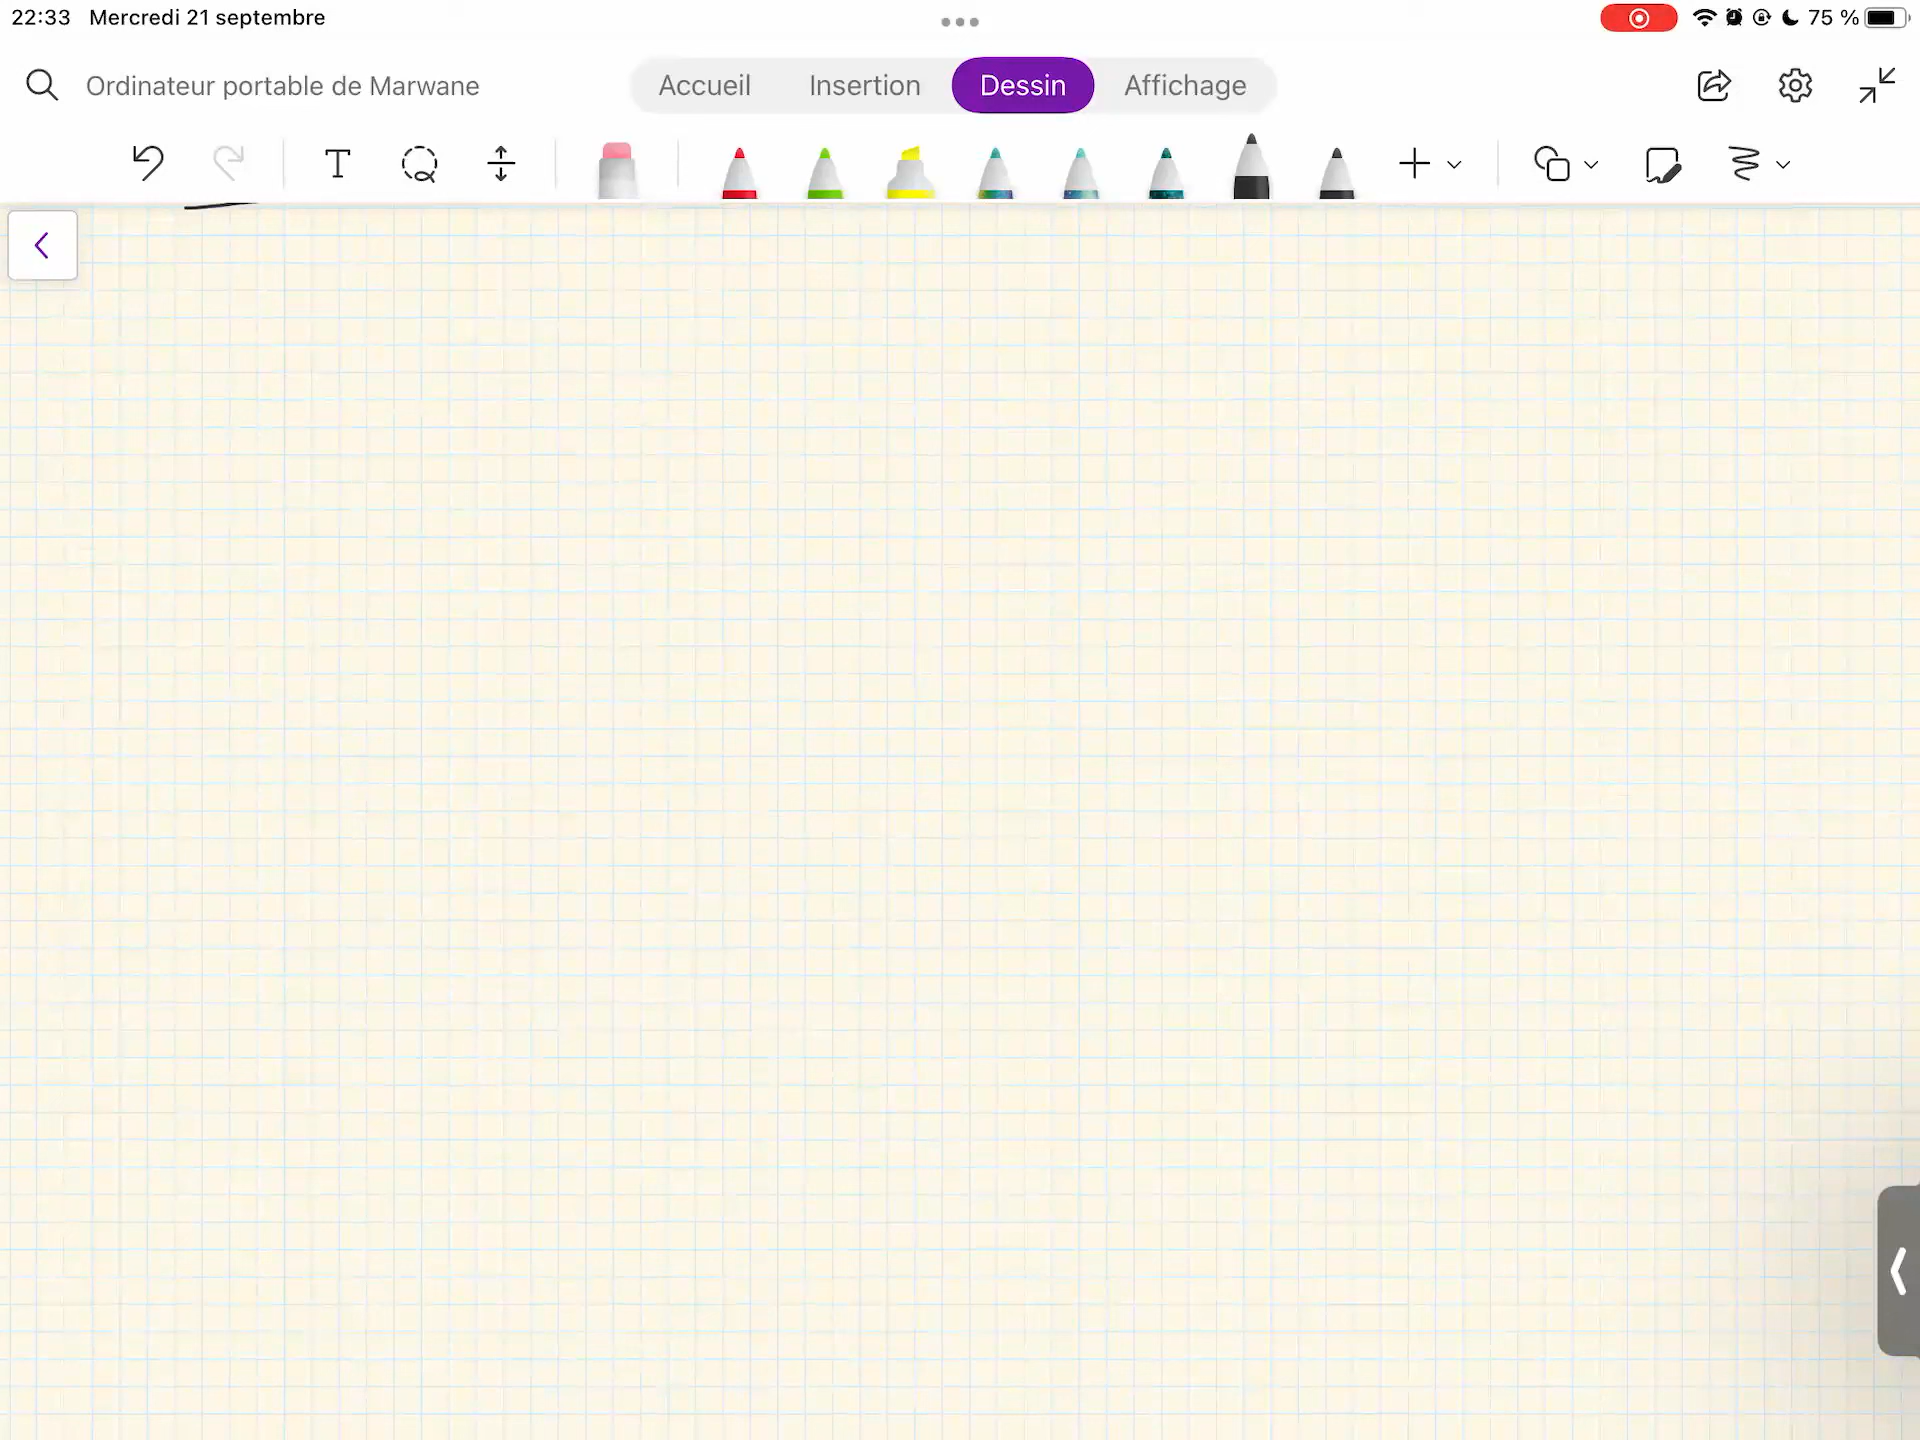 22:33 Mercredi 21 septembre 75 %
Ordinateur portable de Marwane Accueil Insertion Dessin Affichage
T